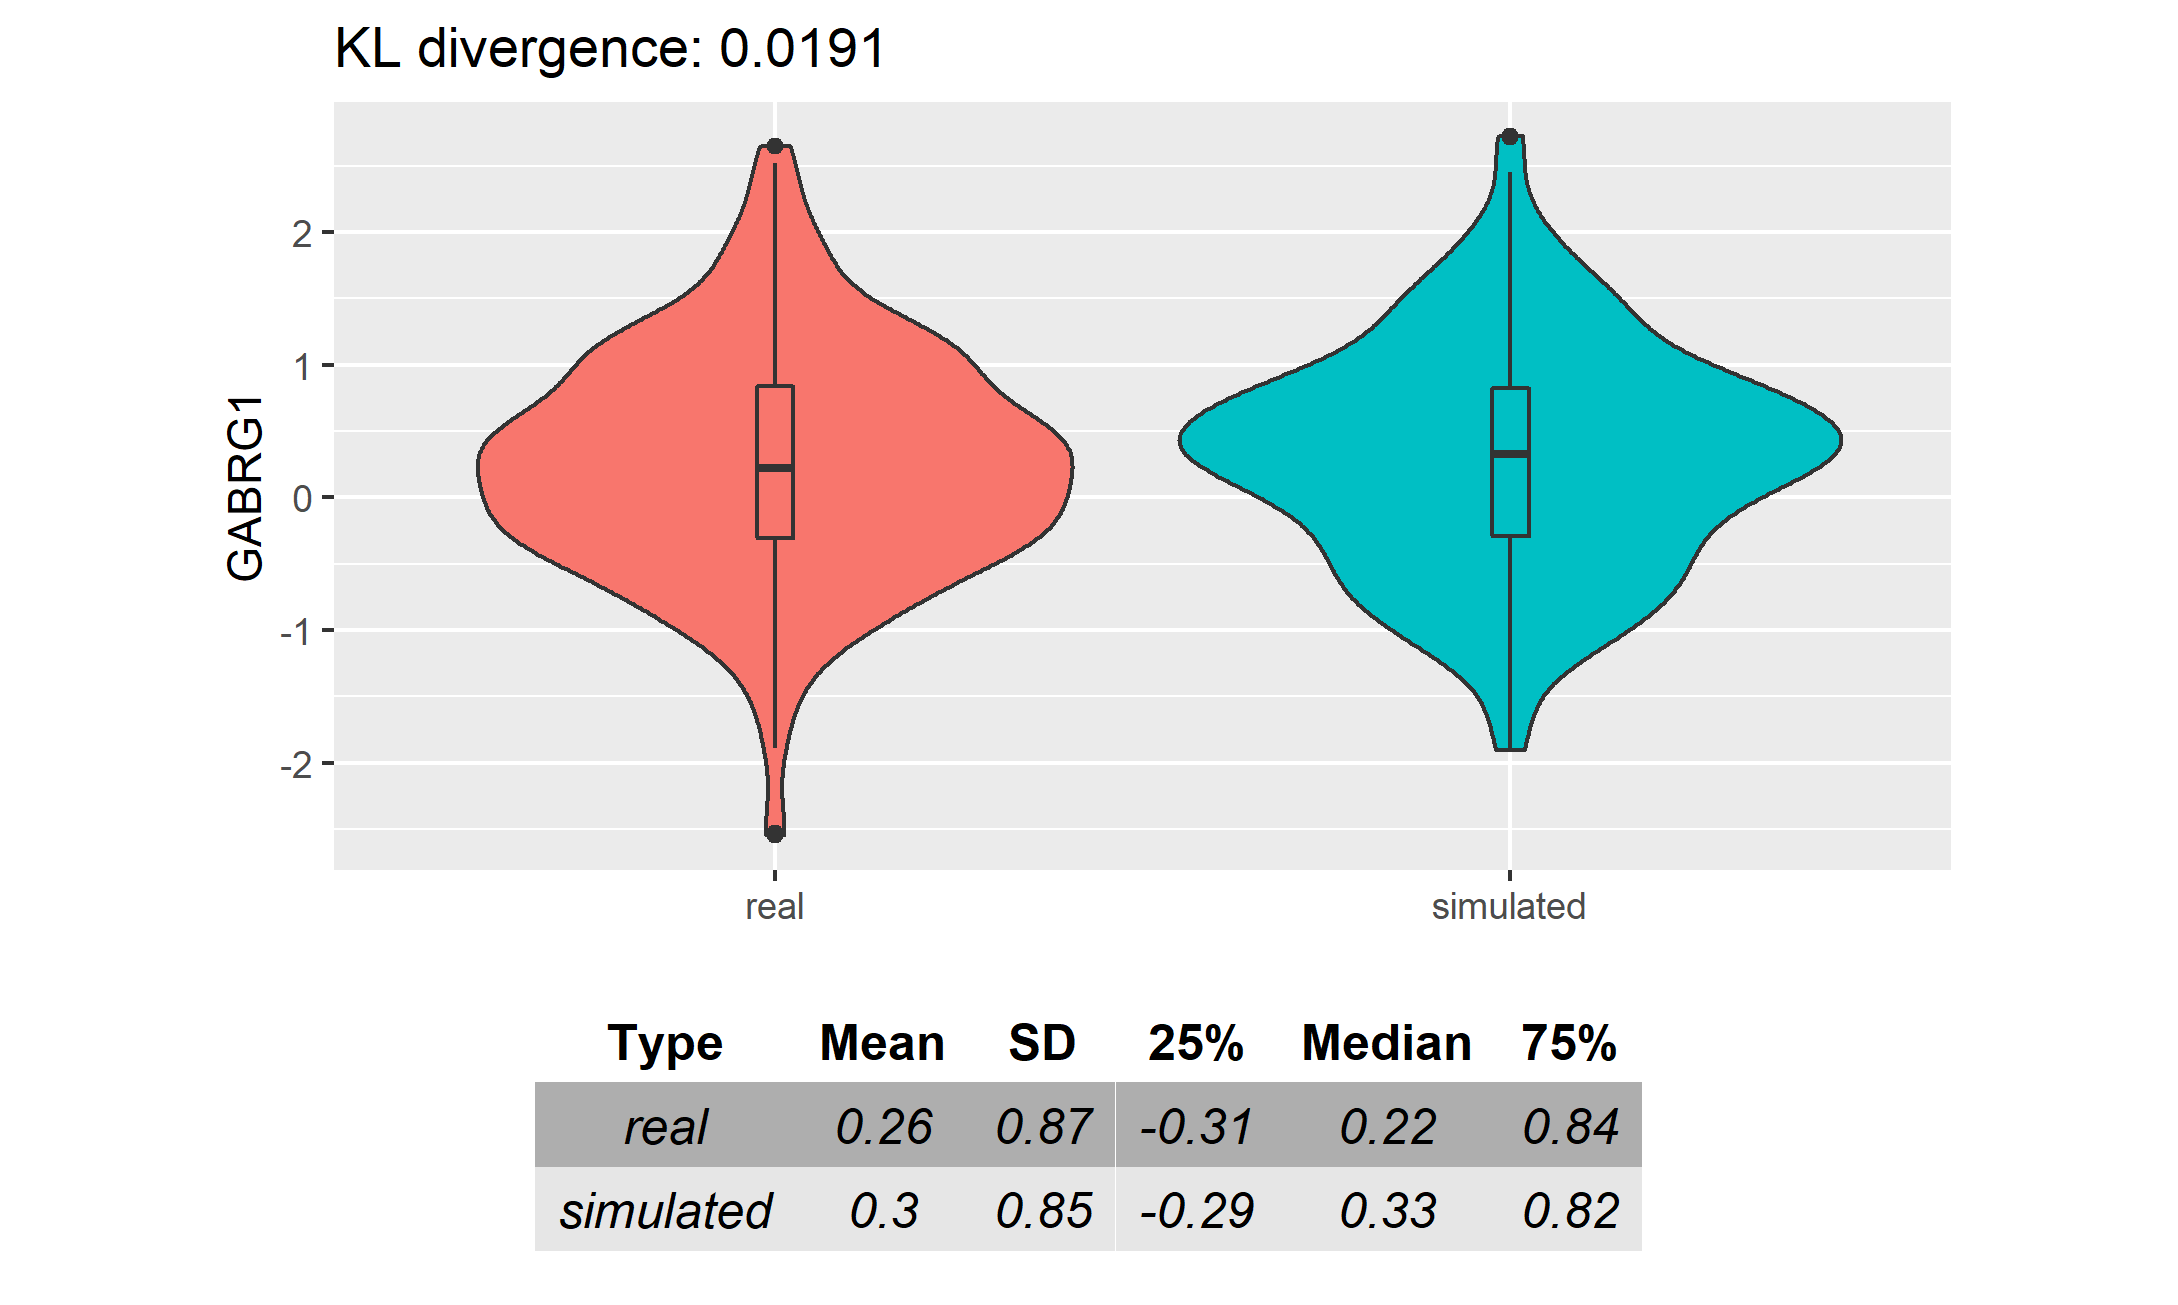 KL divergence: 0.0191
GABRG1
2
1
0
-1
-2
real simulated
Type Mean SD 25% Median 75%
real 0.26 0.87 -0.31 0.22 0.84
simulated 0.3 0.85 -0.29 0.33 0.82